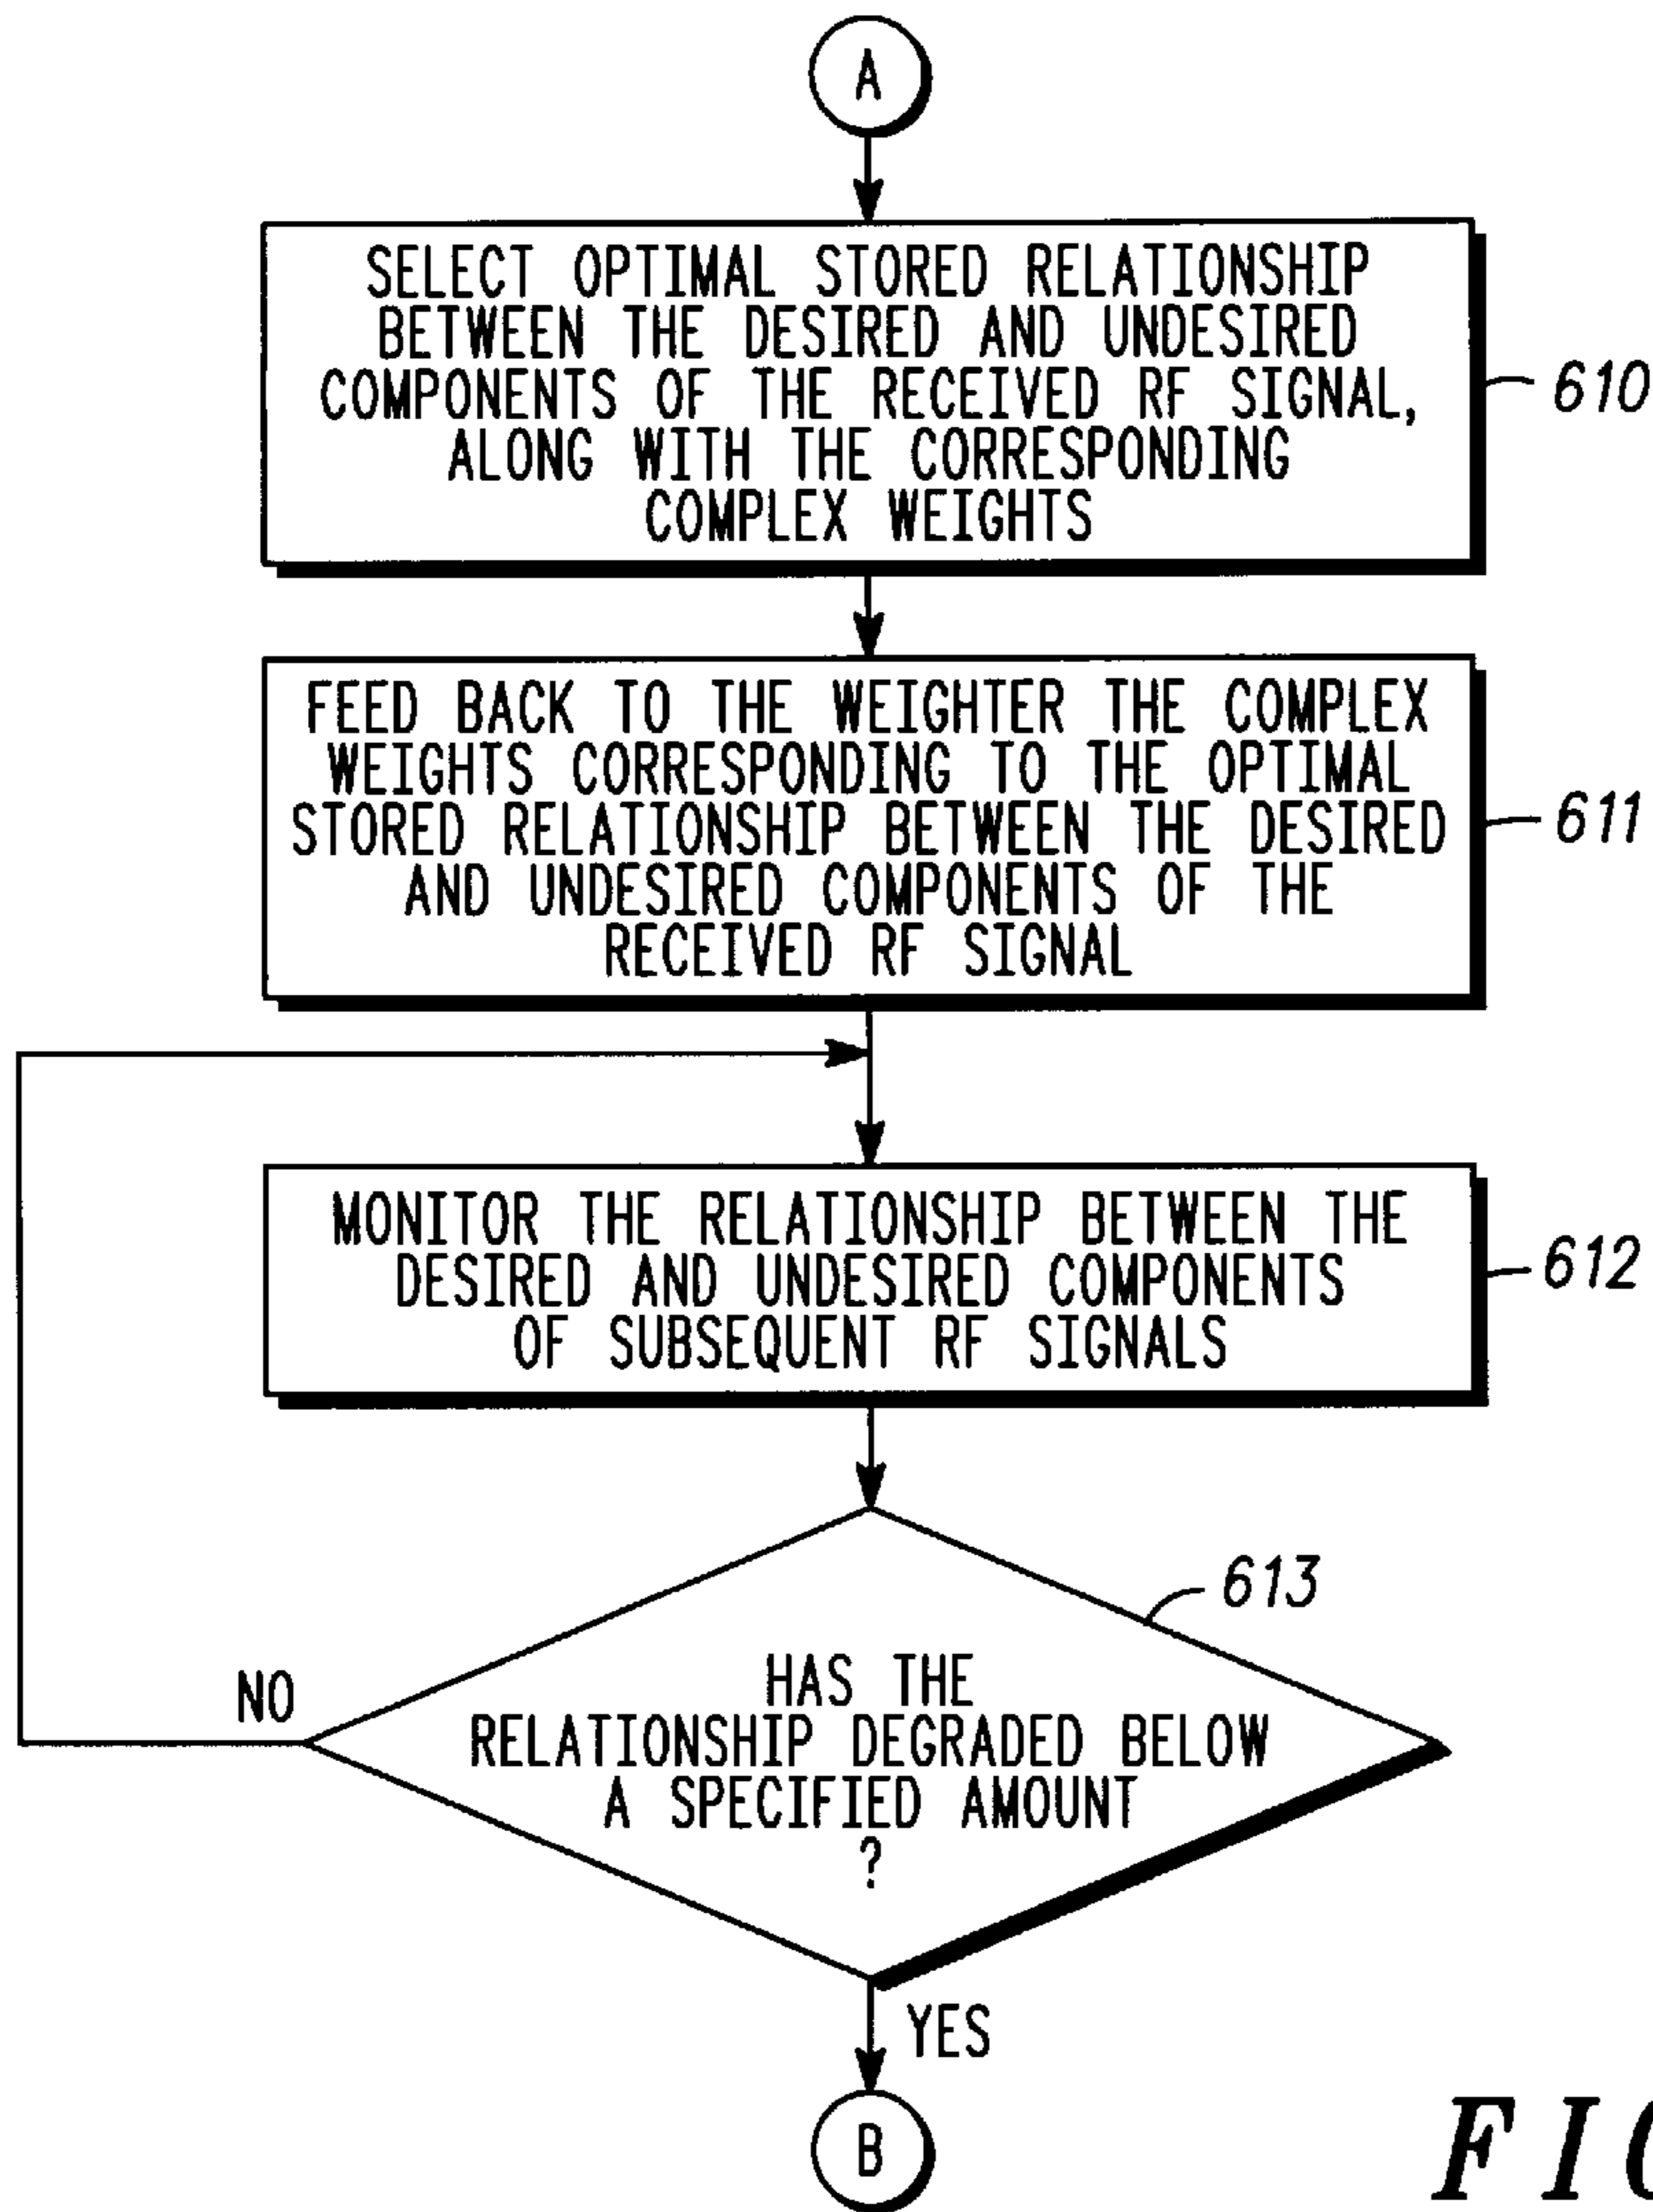 A
SELECT OPTIMAL STORED RELATIONSHIP
BETWEEN THE DESIRED AND UNDESIRED
COMPONENTS OF THE RECEIVED RF SIGNAL,
ALONG WITH THE CORRESPONDING
COMPLEX WEIGHTS
610
FEED BACK TO THE WEIGHTER THE COMPLEX
WEIGHTS CORRESPONDING TO THE OPTIMAL
STORED RELATIONSHIP BETWEEN THE DESIRED
AND UNDESIRED COMPONENTS OF THE
RECEIVED RF SIGNAL
611
MONITOR THE RELATIONSHIP BETWEEN THE
DESIRED AND UNDESIRED COMPONENTS
OF SUBSEQUENT RF SIGNALS
612
613
HAS THE
RELATIONSHIP DEGRADED BELOW
A SPECIFIED AMOUNT
?
NO
YES
B